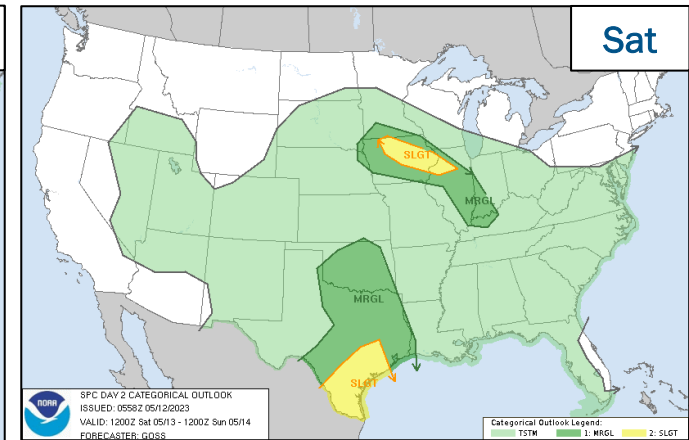 Sat
SLGT
MRGL
MRGL
SLGT
NOAA
SPC DAY 2 CATEGORICAL OUTLOOK
ISSUED: 0558Z 05/12/2023
VALID: 1200Z Sat 05/13 - 1200Z Sun 05/14
FORECASTER: GOSS
Categorical Outlook Legend:
TSTM 1: MRGL 2: SLGT